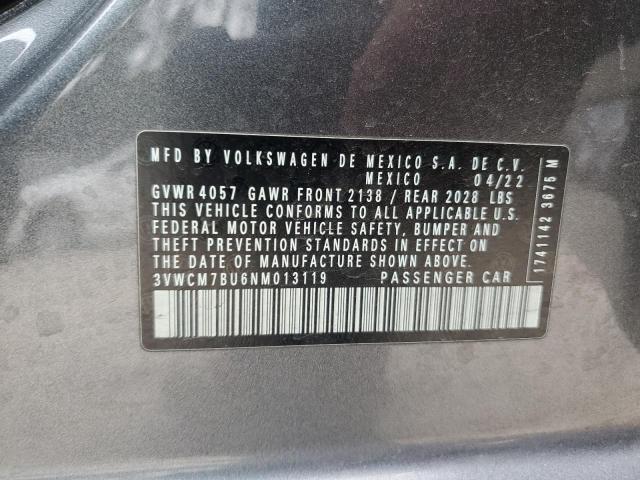 MFD BY VOLKSWAGEN DE MEXICO S.A. DE C.V.
MEXICO 04/22
GVWR 4057 GAWR FRONT 2138 / REAR 2028 LBS
THIS VEHICLE CONFORMS TO ALL APPLICABLE U.S.
FEDERAL MOTOR VEHICLE SAFETY, BUMPER AND
THEFT PREVENTION STANDARDS IN EFFECT ON
THE DATE OF MANUFACTURE SHOWN ABOVE.
3VWCM7BU6NM013119 PASSENGER CAR
1741142 3675 M